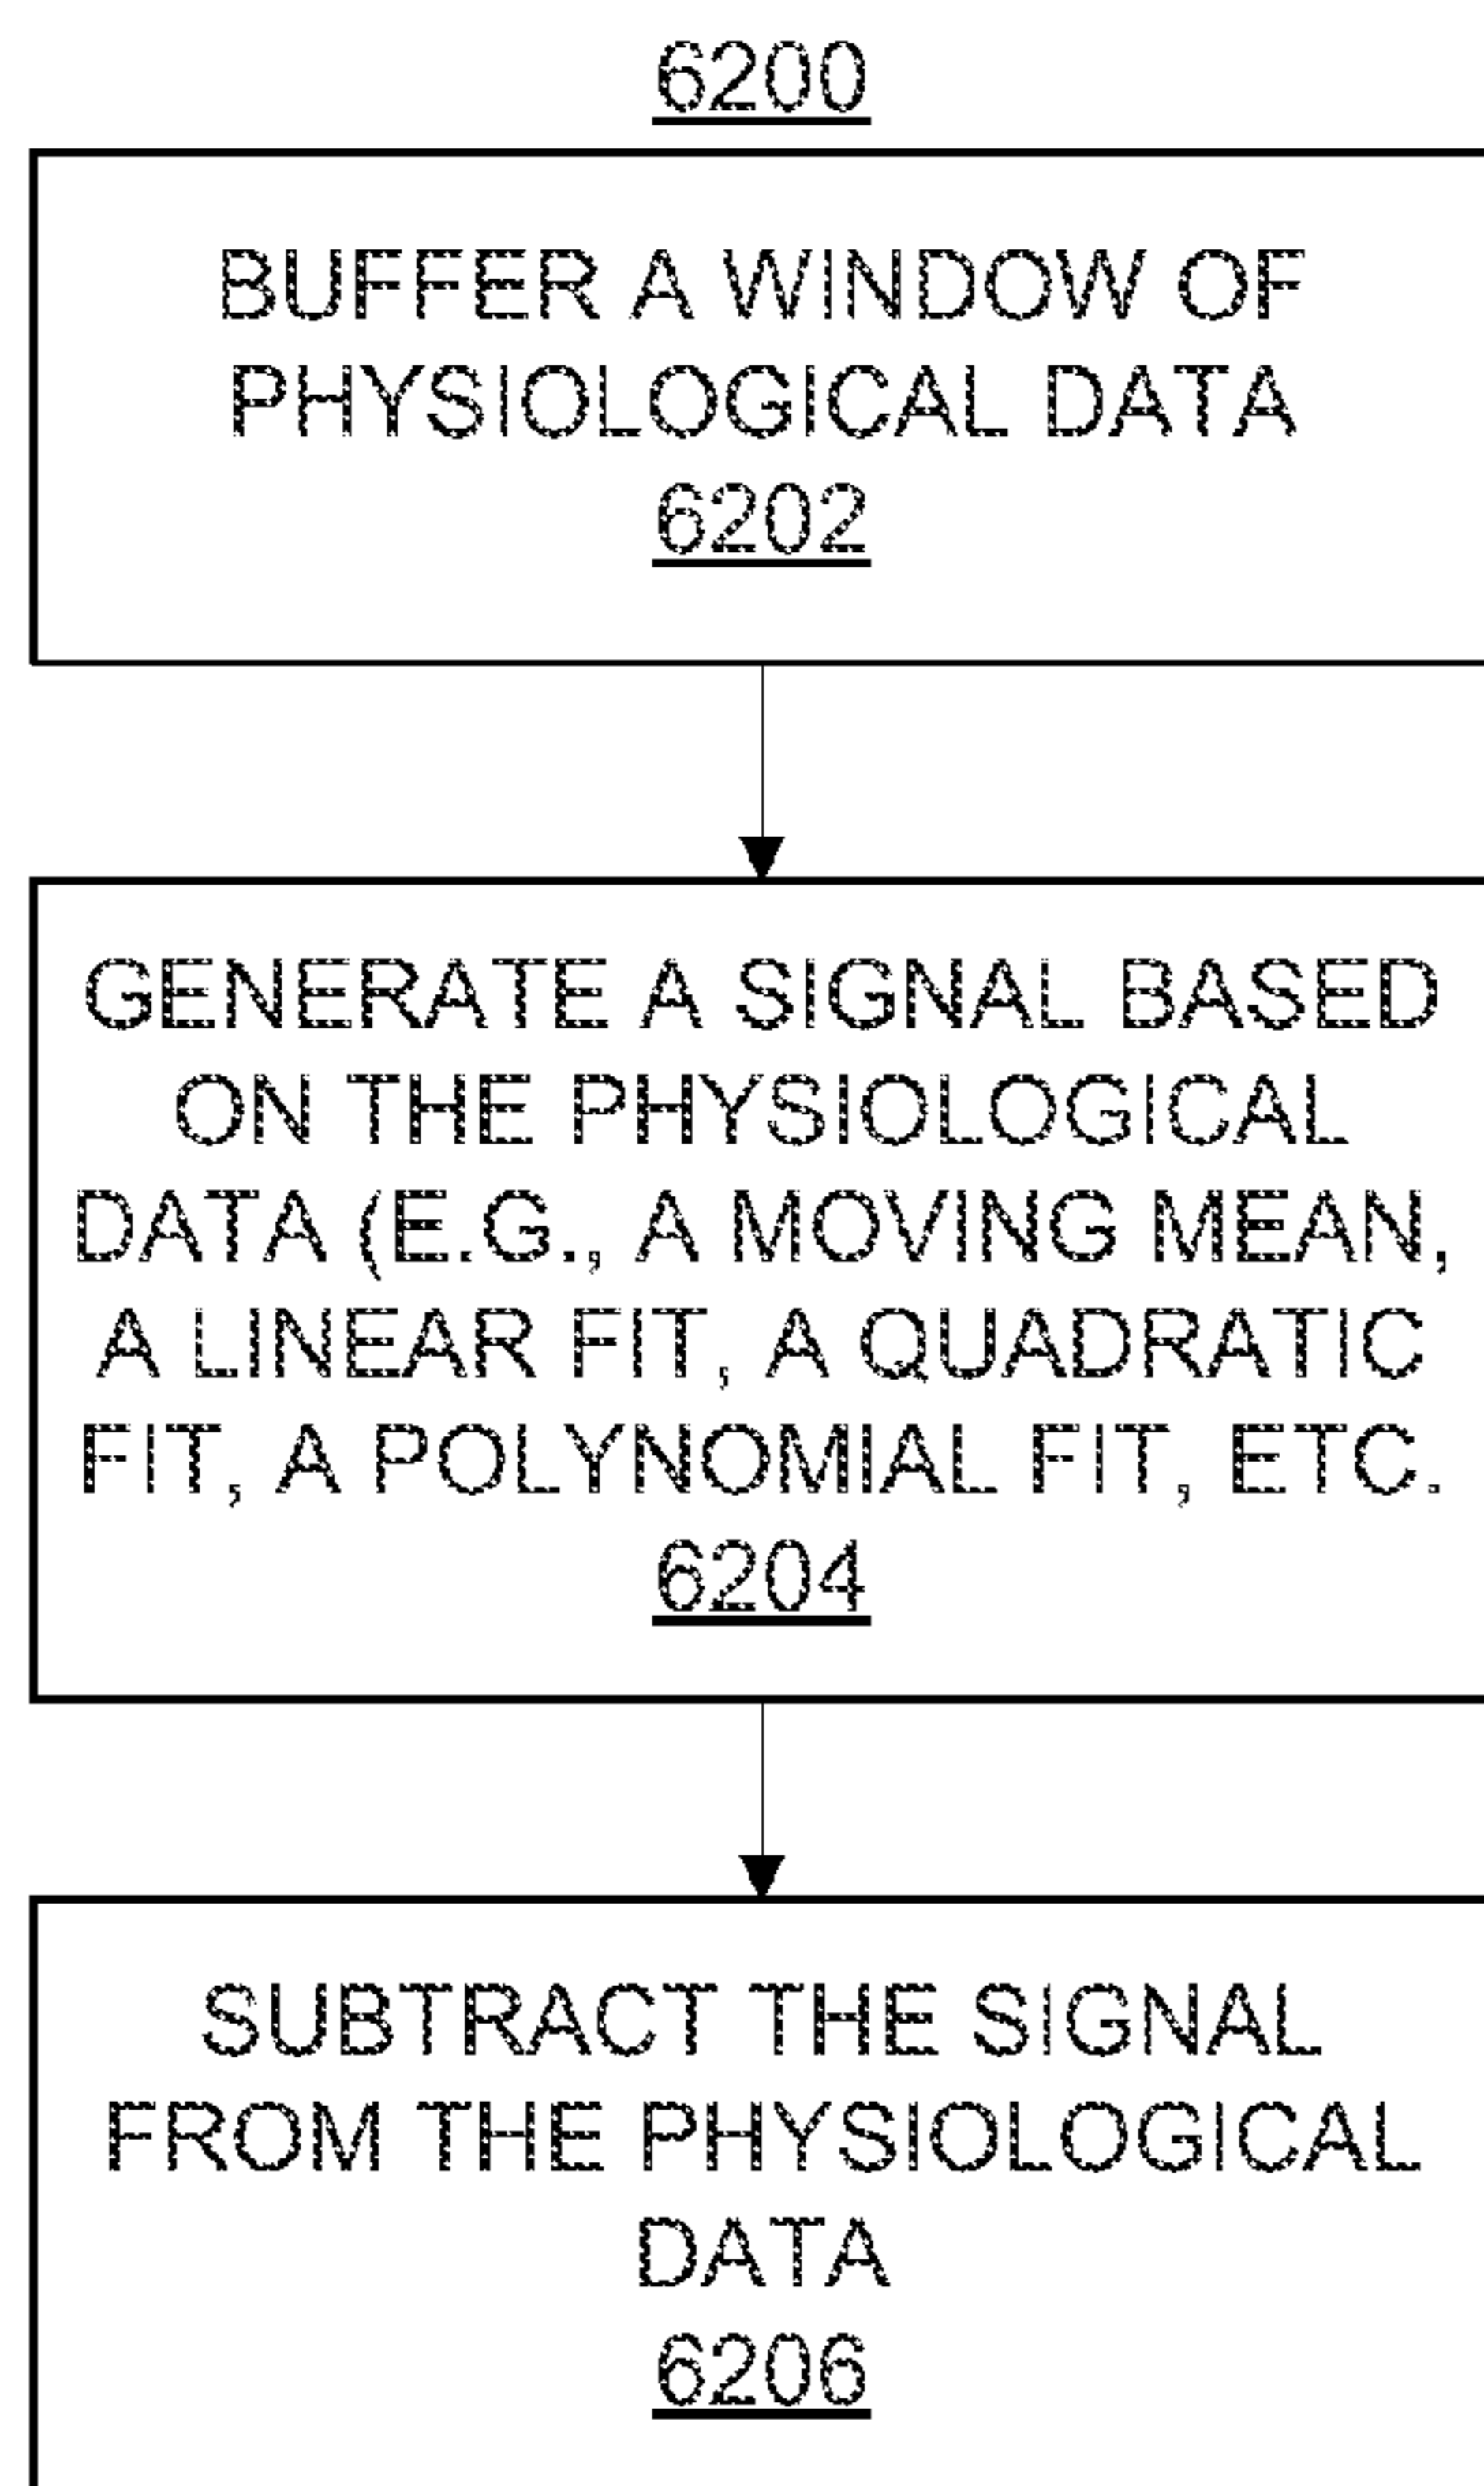 6200
BUFFER A WINDOW OF
PHYSIOLOGICAL DATA
6202
GENERATE A SIGNAL BASED
ON THE PHYSIOLOGICAL
DATA (E.G., A MOVING MEAN,
A LINEAR FIT, A QUADRATIC
FIT, A POLYNOMIAL FIT, ETC.
6204
SUBTRACT THE SIGNAL
FROM THE PHYSIOLOGICAL
DATA
6206